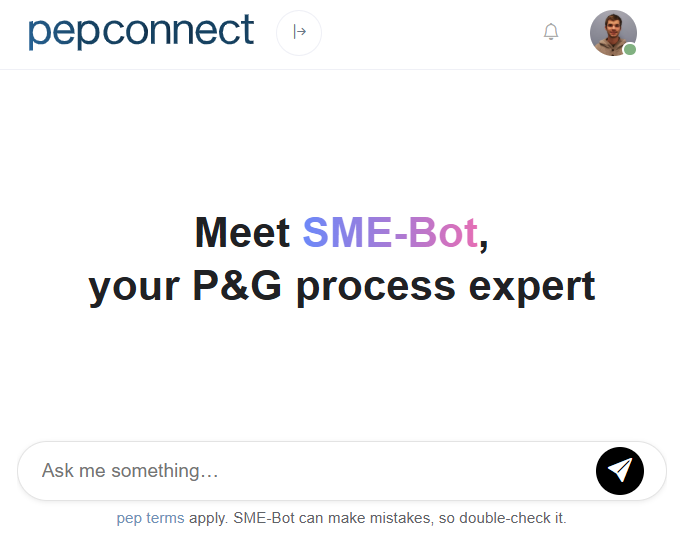 pepconnect
Meet SME-Bot,
your P&G process expert
Ask me something…
pep terms apply. SME-Bot can make mistakes, so double-check it.